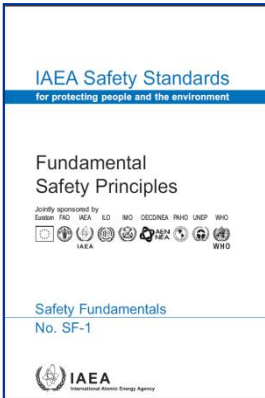 IAEA Safety Standards
for protecting people and the environment
Fundamental
Safety Principles
Jointly sponsored by
Euratom FAO IAEA ILO IMO OECD/NEA PAHO UNEP WHO
IAEA
AEN
NEA
WHO
Safety Fundamentals
No. SF-1
IAEA
International Atomic Energy Agency